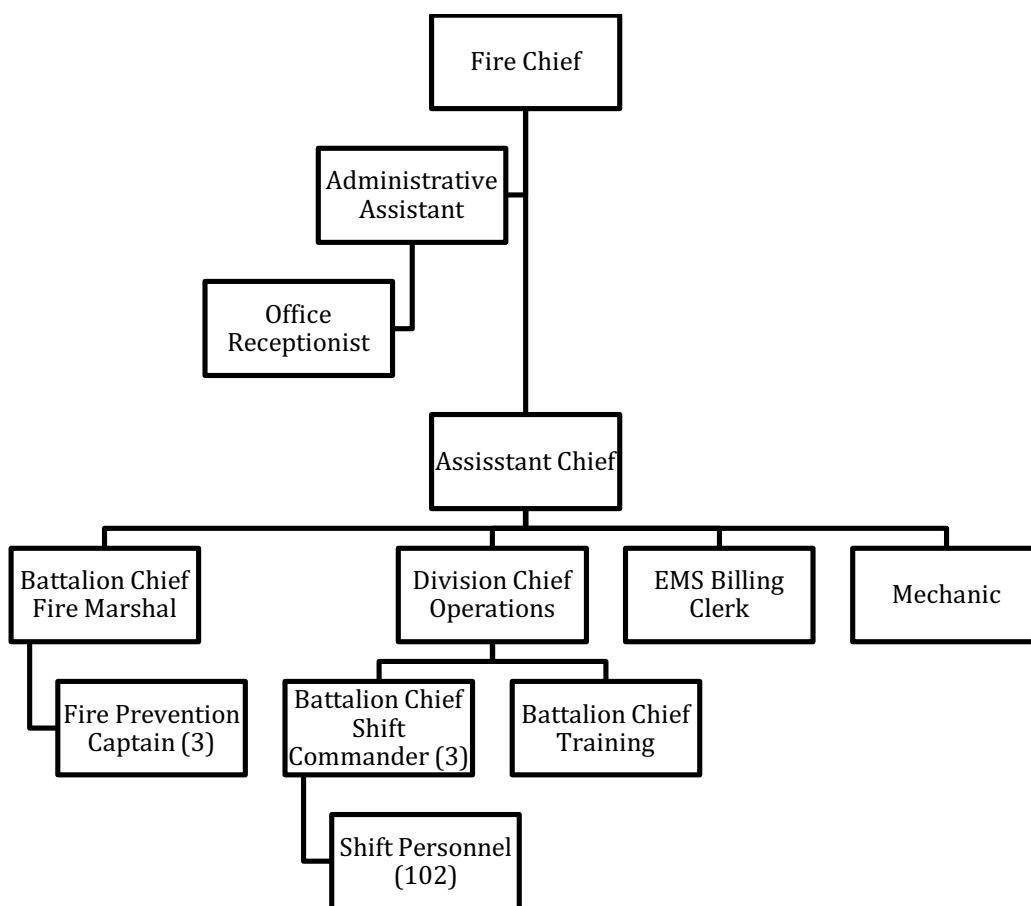 Fire Chief
Administrative
Assistant
Office
Receptionist
Assisstant Chief
Battalion Chief
Fire Marshal
Division Chief
Operations
EMS Billing
Clerk
Mechanic
Fire Prevention
Captain (3)
Battalion Chief
Shift
Commander (3)
Battalion Chief
Training
Shift Personnel
(102)